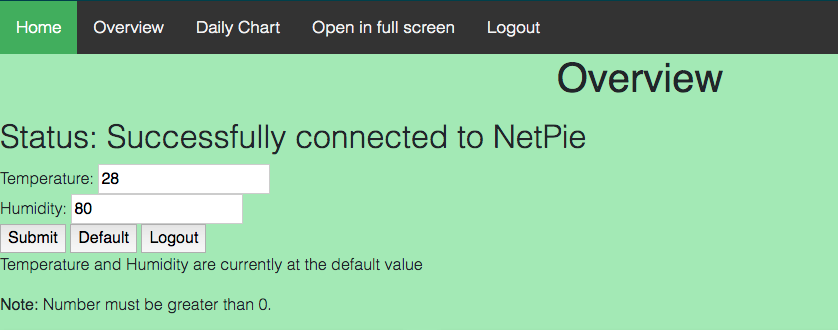 Home Overview Daily Chart Open in full screen Logout
Overview
Status: Successfully connected to NetPie
Temperature: 28
Humidity: 80
Submit Default Logout
Temperature and Humidity are currently at the default value
Note: Number must be greater than 0.